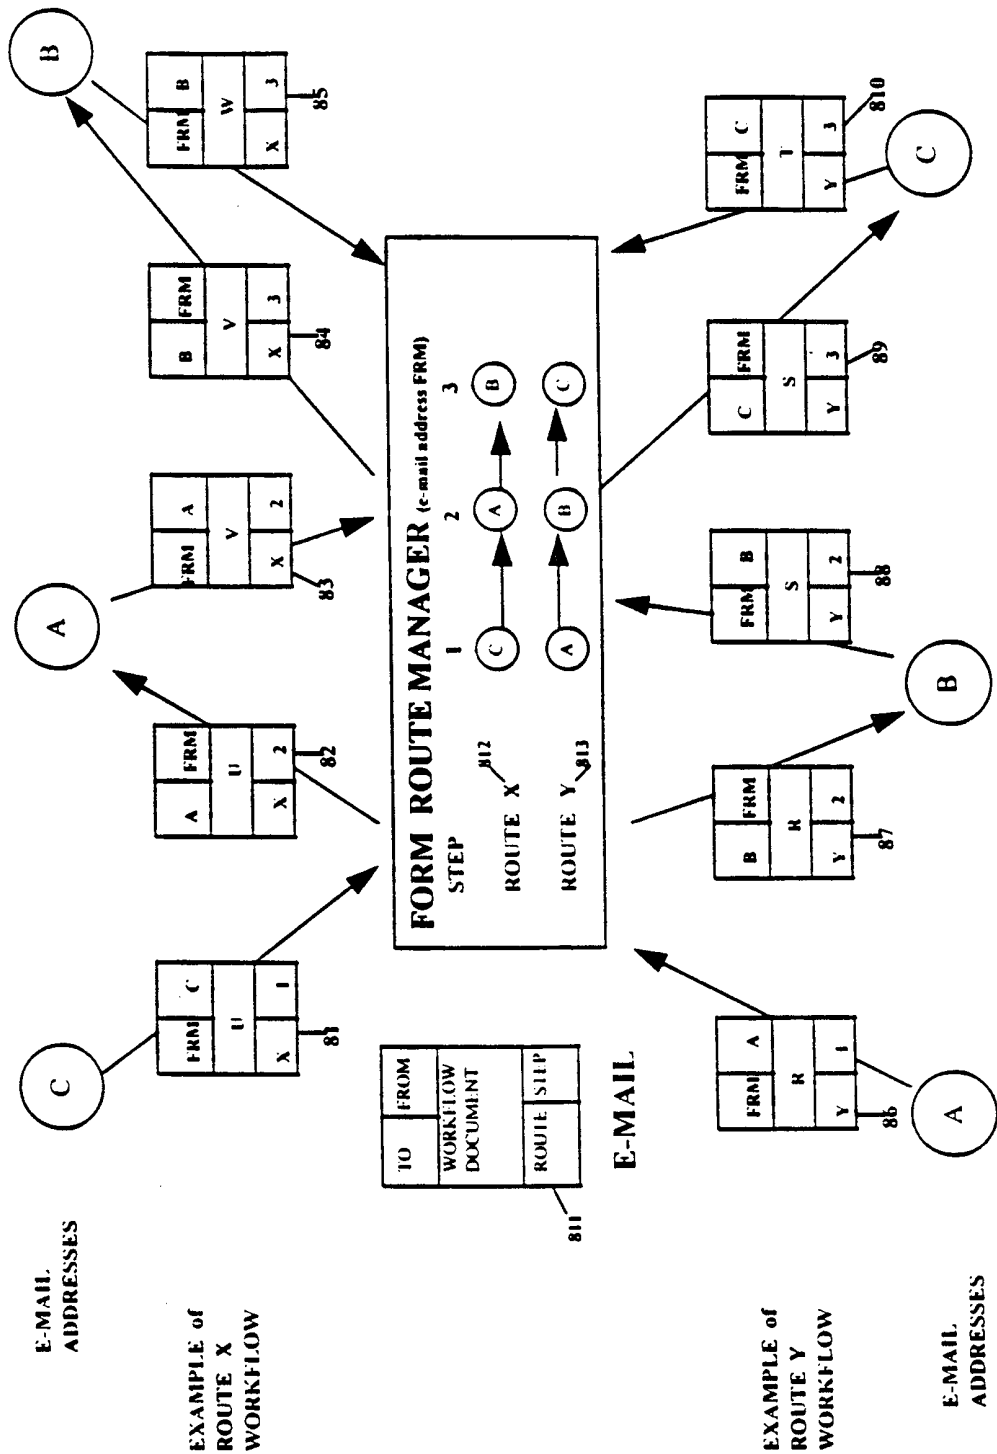 E-MAIL
ADDRESSES
C
A
B
EXAMPLE of
ROUTE X
WORKFLOW
FRM C
U
X 1
81
A FRM
U
X 2
82
FRM A
V
X 2
83
B FRM
V
X 3
84
FRM B
W
X 3
85
TO FROM
WORKFLOW
DOCUMENT
ROUTE STEP
811
E-MAIL
FORM ROUTE MANAGER (e-mail address FRM)
STEP 1 2 3
ROUTE X 812 C A B
ROUTE Y 813 A B C
EXAMPLE of
ROUTE Y
WORKFLOW
FRM A
R
Y 1
86
B FRM
R
Y 2
87
FRM B
S
Y 2
88
C FRM
S
Y 3
89
FRM C
T
Y 3
810
E-MAIL
ADDRESSES
A
B
C